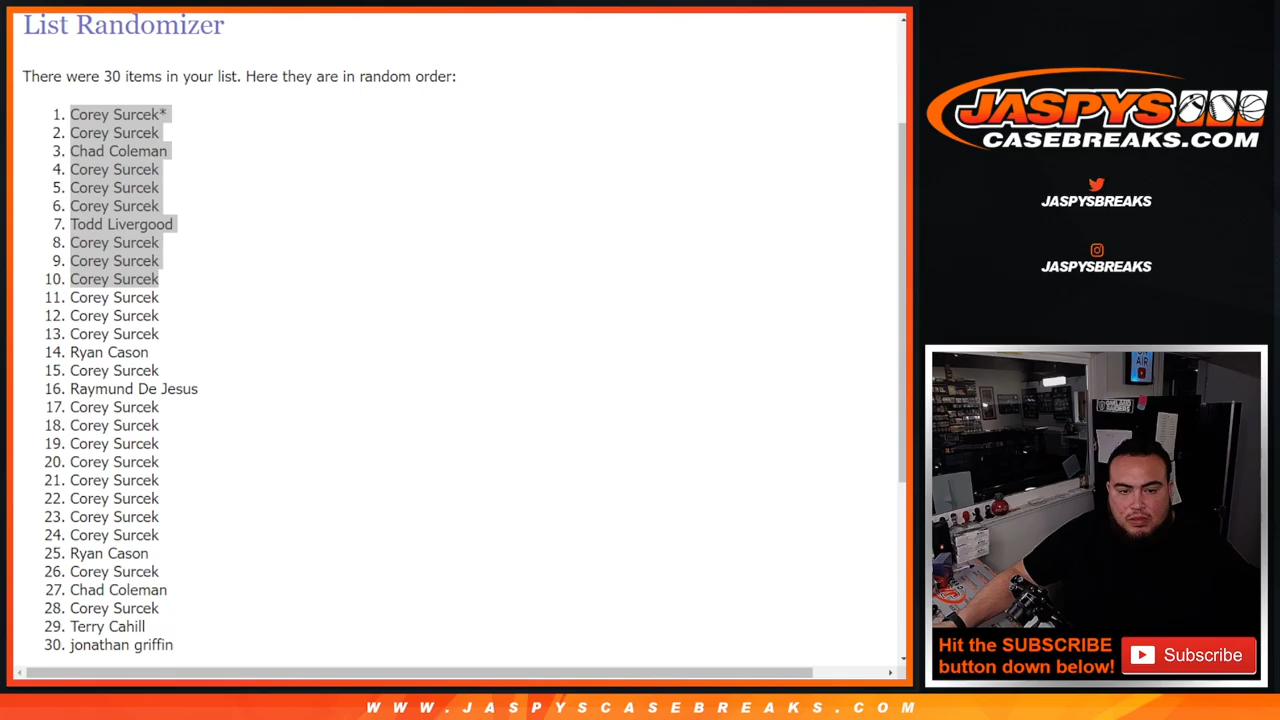 List Randomizer
There were 30 items in your list. Here they are in random order:
1. Corey Surcek*
2. Corey Surcek
3. Chad Coleman
4. Corey Surcek
5. Corey Surcek
6. Corey Surcek
7. Todd Livergood
8. Corey Surcek
9. Corey Surcek
10. Corey Surcek
11. Corey Surcek
12. Corey Surcek
13. Corey Surcek
14. Ryan Cason
15. Corey Surcek
16. Raymund De Jesus
17. Corey Surcek
18. Corey Surcek
19. Corey Surcek
20. Corey Surcek
21. Corey Surcek
22. Corey Surcek
23. Corey Surcek
24. Corey Surcek
25. Ryan Cason
26. Corey Surcek
27. Chad Coleman
28. Corey Surcek
29. Terry Cahill
30. jonathan griffin
JASPYS
CASEBREAKS.COM
JASPYSBREAKS
JASPYSBREAKS
ON
AIR
OAKLAND
RAIDERS
Hit the SUBSCRIBE
button down below!
Subscribe
WWW.JASPYSCASEBREAKS.COM